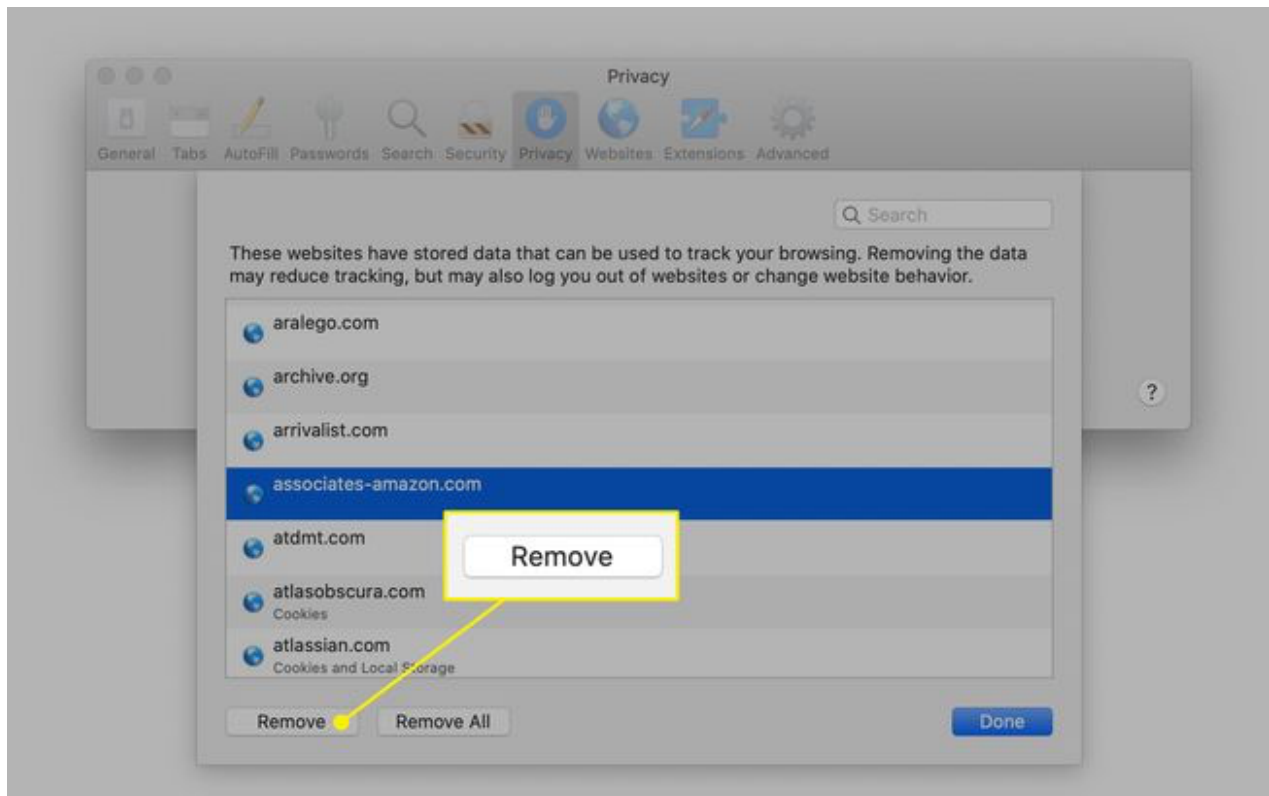 Privacy
General Tabs AutoFill Passwords Search Security Privacy Websites Extensions Advanced
Search
These websites have stored data that can be used to track your browsing. Removing the data
may reduce tracking, but may also log you out of websites or change website behavior.
aralego.com
archive.org
?
arrivalist.com
associates-amazon.com
atdmt.com
Remove
atlasobscura.com
Cookies
atlassian.com
Cookies and Local Storage
Remove Remove All Done